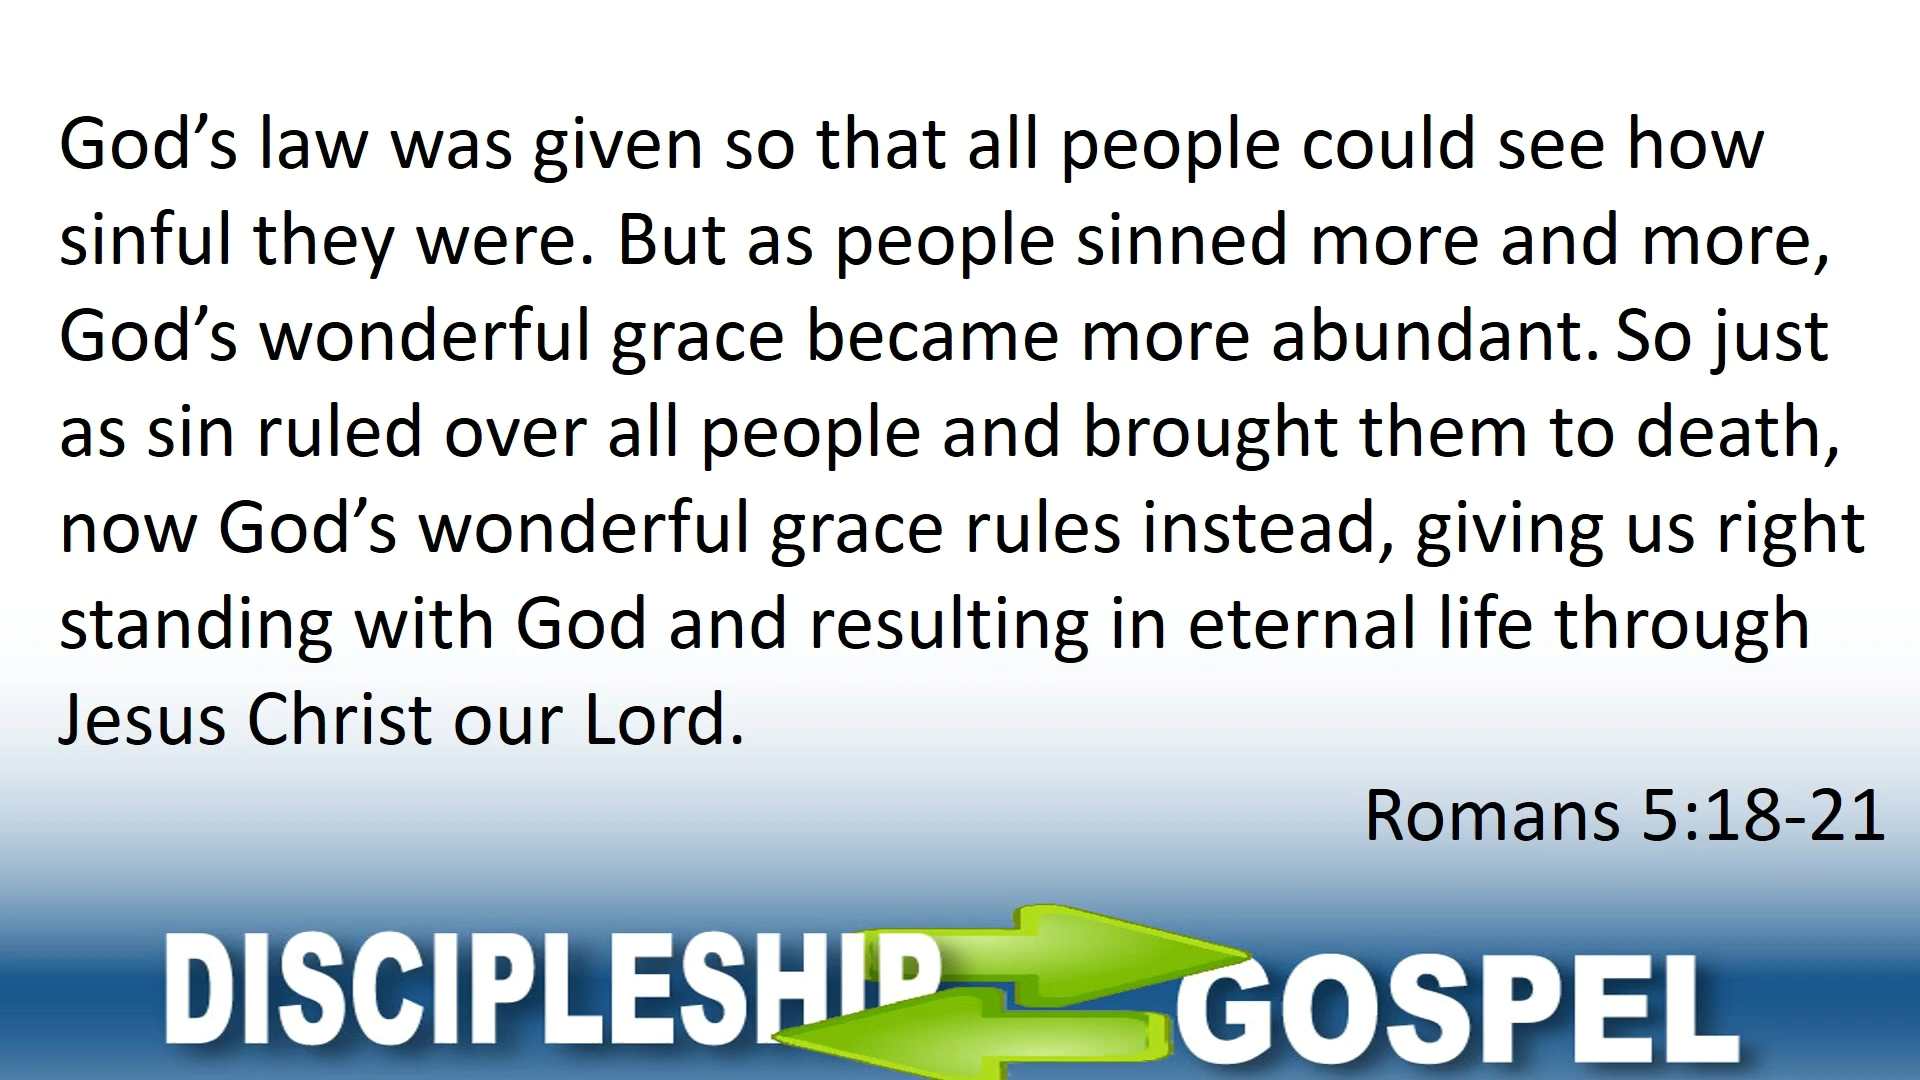 God’s law was given so that all people could see how
sinful they were. But as people sinned more and more,
God’s wonderful grace became more abundant. So just
as sin ruled over all people and brought them to death,
now God’s wonderful grace rules instead, giving us right
standing with God and resulting in eternal life through
Jesus Christ our Lord.
Romans 5:18-21
DISCIPLESHIP GOSPEL